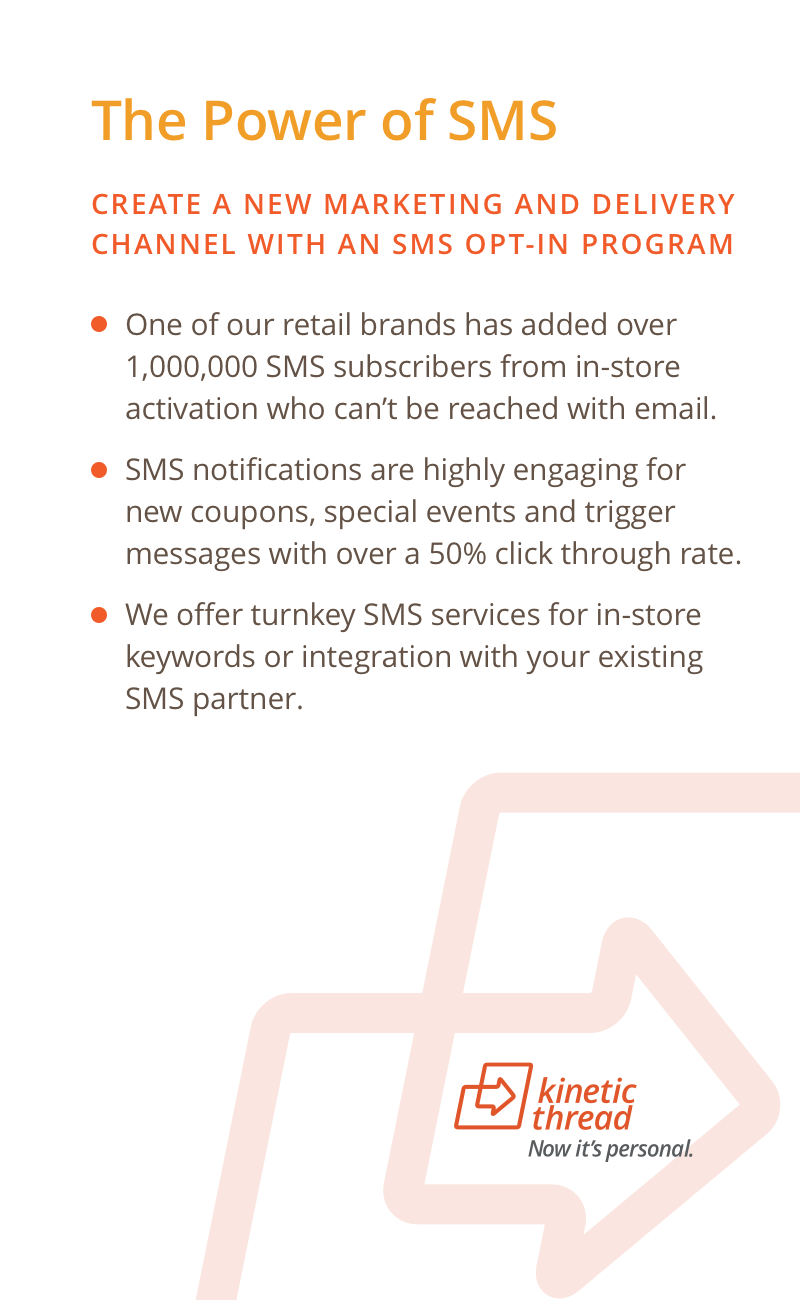 The Power of SMS
CREATE A NEW MARKETING AND DELIVERY
CHANNEL WITH AN SMS OPT-IN PROGRAM
One of our retail brands has added over
1,000,000 SMS subscribers from in-store
activation who can’t be reached with email.
SMS notifications are highly engaging for
new coupons, special events and trigger
messages with over a 50% click through rate.
We offer turnkey SMS services for in-store
keywords or integration with your existing
SMS partner.
kinetic
thread
Now it’s personal.